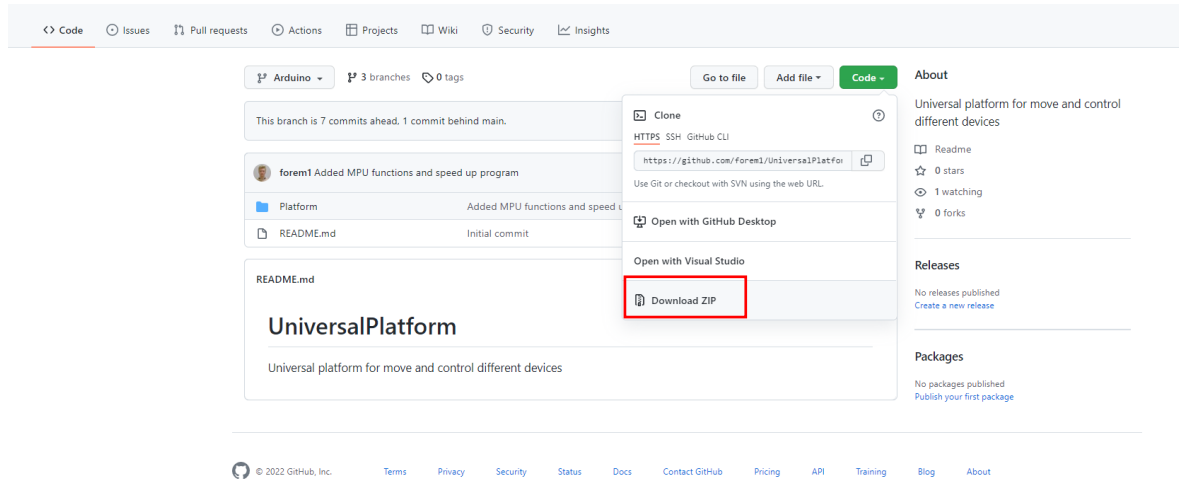 Code Issues Pull requests Actions Projects Wiki Security Insights
Arduino 3 branches 0 tags Go to file Add file Code
This branch is 7 commits ahead, 1 commit behind main.
forem1 Added MPU functions and speed up program
Platform Added MPU functions and speed
README.md Initial commit
Clone
HTTPS SSH GitHub CLI
https://github.com/forem1/UniversalPlatfor
Use Git or checkout with SVN using the web URL.
Open with GitHub Desktop
Open with Visual Studio
Download ZIP
README.md
UniversalPlatform
Universal platform for move and control different devices
About
Universal platform for move and control
different devices
Readme
0 stars
1 watching
0 forks
Releases
No releases published
Create a new release
Packages
No packages published
Publish your first package
© 2022 GitHub, Inc. Terms Privacy Security Status Docs Contact GitHub Pricing API Training Blog About